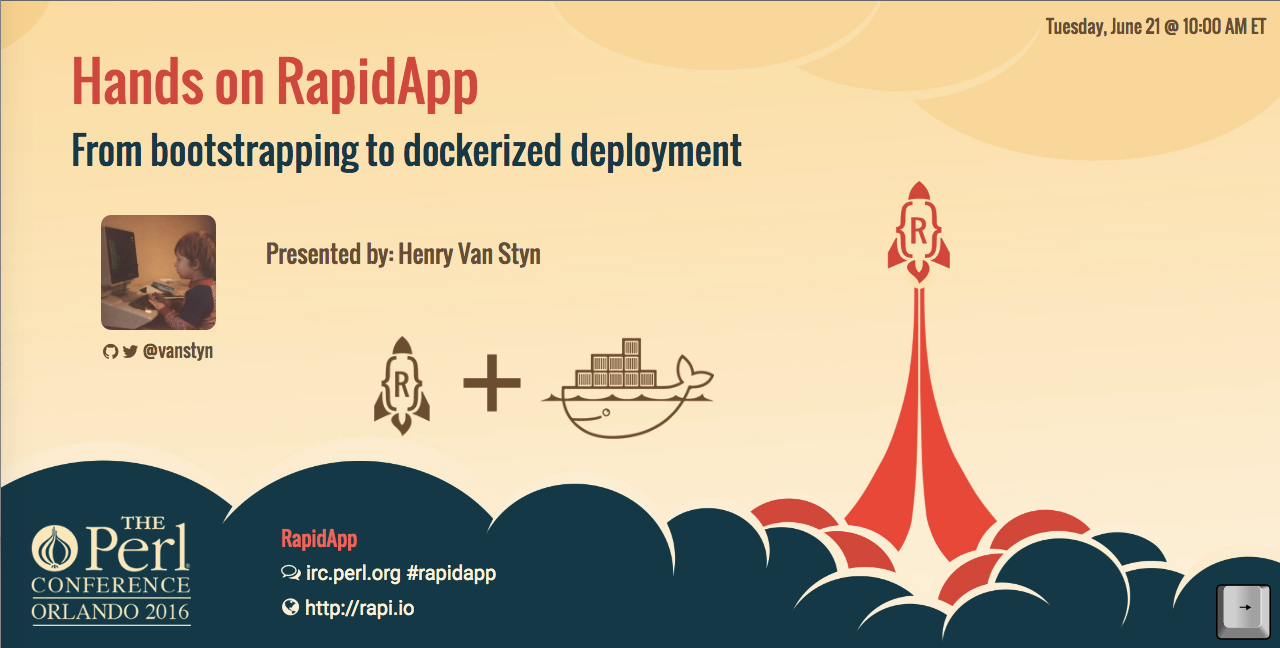 Tuesday, June 21 @ 10:00 AM ET
Hands on RapidApp
From bootstrapping to dockerized deployment
Presented by: Henry Van Styn
@vanstyn
R
R
THE
Perl
CONFERENCE
ORLANDO 2016
RapidApp
irc.perl.org #rapidapp
http://rapi.io